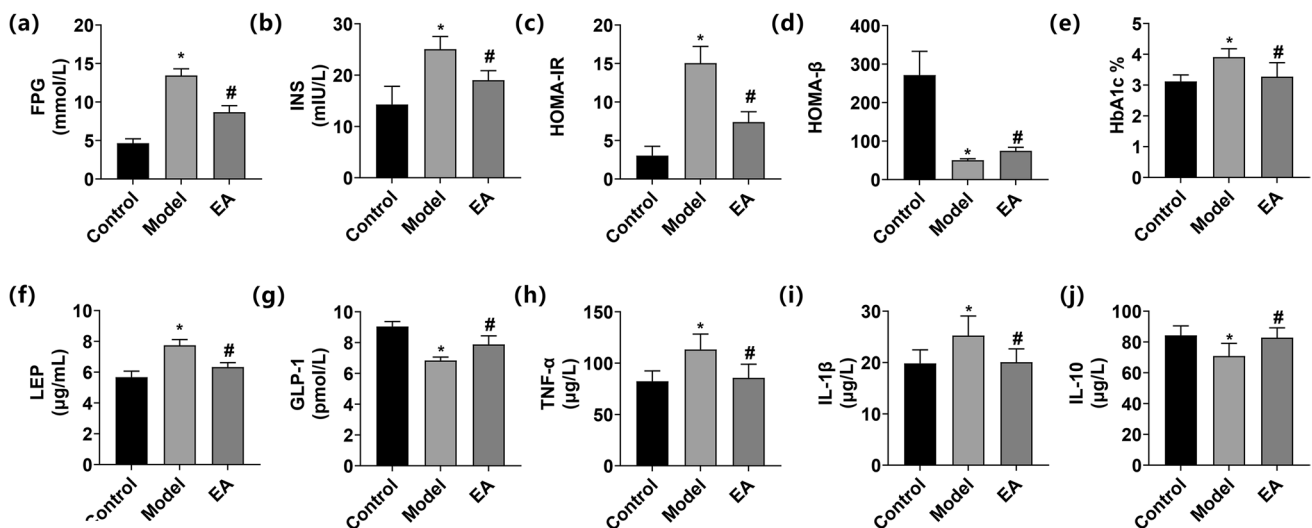 (a)
FPG
(mmol/L)
20
15
10
5
0
*
#
Control
Model
EA
(b)
INS
(mIU/L)
30
20
10
0
*
#
Control
Model
EA
(c)
HOMA-IR
20
15
10
5
0
*
#
Control
Model
EA
(d)
HOMA-β
400
300
200
100
0
*
#
Control
Model
EA
(e)
HbA1c %
5
4
3
2
1
0
*
#
Control
Model
EA
(f)
LEP
(μg/mL)
10
8
6
4
2
0
*
#
Control
Model
EA
(g)
GLP-1
(pmol/L)
10
8
6
4
2
0
*
#
Control
Model
EA
(h)
TNF-α
(μg/L)
150
100
50
0
*
#
Control
Model
EA
(i)
IL-1β
(μg/L)
30
20
10
0
*
#
Control
Model
EA
(j)
IL-10
(μg/L)
100
80
60
40
20
0
*
#
Control
Model
EA